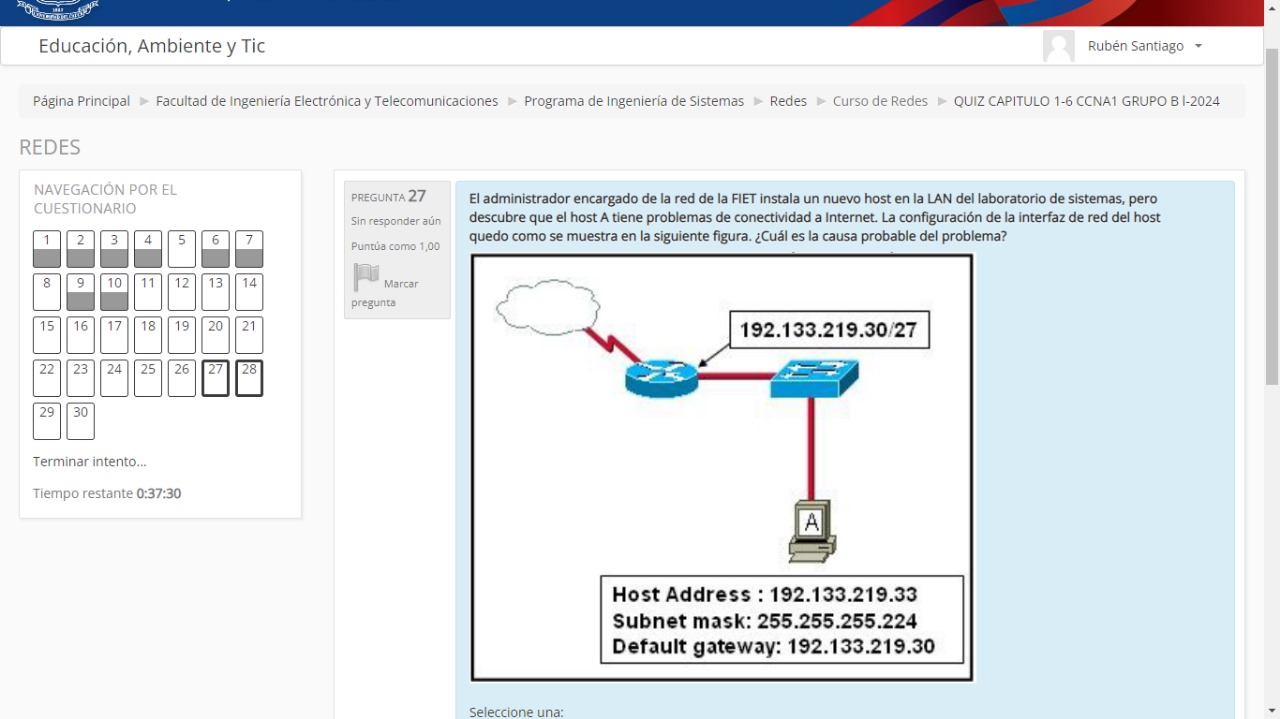 Educación, Ambiente y Tic
Rubén Santiago
Página Principal Facultad de Ingeniería Electrónica y Telecomunicaciones Programa de Ingeniería de Sistemas Redes Curso de Redes QUIZ CAPITULO 1-6 CCNA1 GRUPO B I-2024
REDES
NAVEGACIÓN POR EL
CUESTIONARIO
1 2 3 4 5 6 7
8 9 10 11 12 13 14
15 16 17 18 19 20 21
22 23 24 25 26 27 28
29 30
Terminar intento...
Tiempo restante 0:37:30
PREGUNTA 27
Sin responder aún
Puntúa como 1,00
Marcar
pregunta
El administrador encargado de la red de la FIET instala un nuevo host en la LAN del laboratorio de sistemas, pero
descubre que el host A tiene problemas de conectividad a Internet. La configuración de la interfaz de red del host
quedo como se muestra en la siguiente figura. ¿Cuál es la causa probable del problema?
192.133.219.30/27
A
Host Address : 192.133.219.33
Subnet mask: 255.255.255.224
Default gateway: 192.133.219.30
Seleccione una: